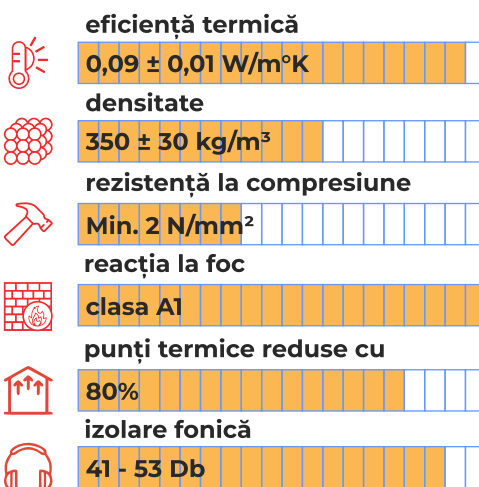 eficiență termică
0,09 ± 0,01 W/m°K
densitate
350 ± 30 kg/m³
rezistență la compresiune
Min. 2 N/mm²
reacția la foc
clasa A1
punți termice reduse cu
80%
izolare fonică
41 - 53 Db